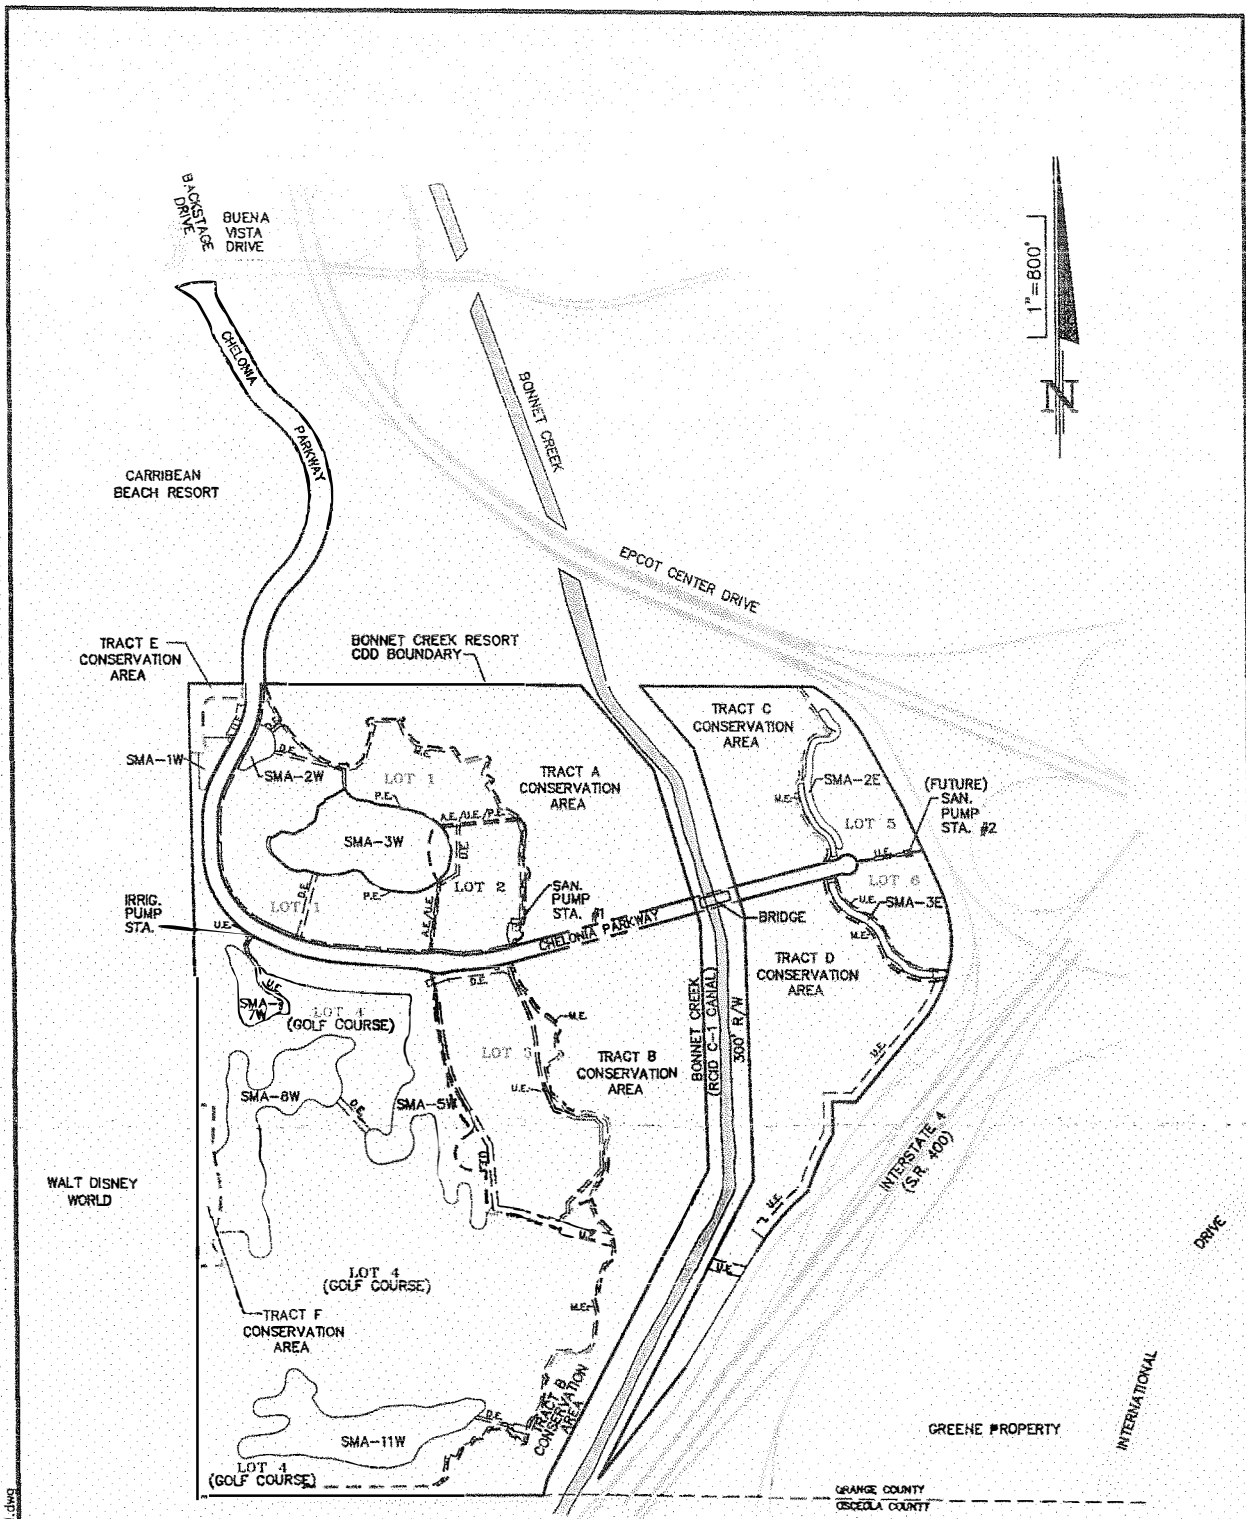 BACKSTAGE
DRIVE
BUENA
VISTA
DRIVE
1"=800'
N
CHELONIA
PARKWAY
BONNET CREEK
CARRIBEAN
BEACH RESORT
EPCOT CENTER DRIVE
TRACT E
CONSERVATION
AREA
BONNET CREEK RESORT
CDD BOUNDARY
TRACT C
CONSERVATION
AREA
U.E.
D.E.
SMA-1W
SMA-2W
LOT 1
TRACT A
CONSERVATION
AREA
SMA-2E
M.E.
(FUTURE)
SAN.
PUMP
STA. #2
P.E.
A.E./U.E./P.E.
LOT 5
SMA-3W
D.E.
U.E.
LOT 6
LOT 2
D.E.
P.E.
LOT 1
A.E./U.E.
SAN.
PUMP
STA. #1
U.E.
SMA-3E
IRRIG.
PUMP
STA.
U.E.
BRIDGE
M.E.
CHELONIA PARKWAY
TRACT D
CONSERVATION
AREA
D.E.
U.E.
SMA-
7W
LOT 4
(GOLF COURSE)
M.E.
BONNET CREEK
(RCID C-1 CANAL)
300' R/W
LOT 3
TRACT B
CONSERVATION
AREA
U.E.
U.E.
SMA-8W
D.E.
SMA-5W
INTERSTATE 4
(S.R. 400)
WALT DISNEY
WORLD
U.E.
U.E.
U.E.
U.E.
DRIVE
LOT 4
(GOLF COURSE)
M.E.
TRACT F
CONSERVATION
AREA
TRACT B
CONSERVATION
AREA
D.E.
SMA-11W
GREENE PROPERTY
INTERNATIONAL
LOT 4
(GOLF COURSE)
ORANGE COUNTY
OSCEOLA COUNTY
.dwg